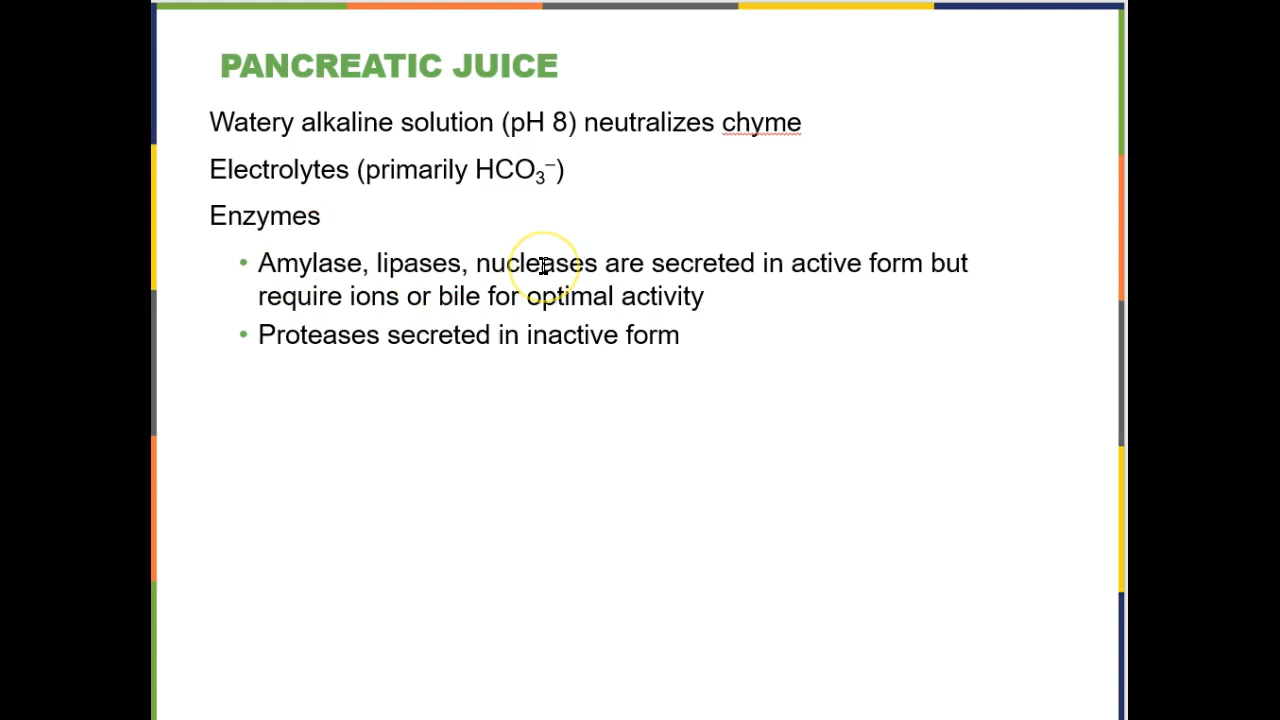 PANCREATIC JUICE
Watery alkaline solution (pH 8) neutralizes chyme
Electrolytes (primarily HCO₃⁻)
Enzymes
• Amylase, lipases, nucleases are secreted in active form but
require ions or bile for optimal activity
• Proteases secreted in inactive form